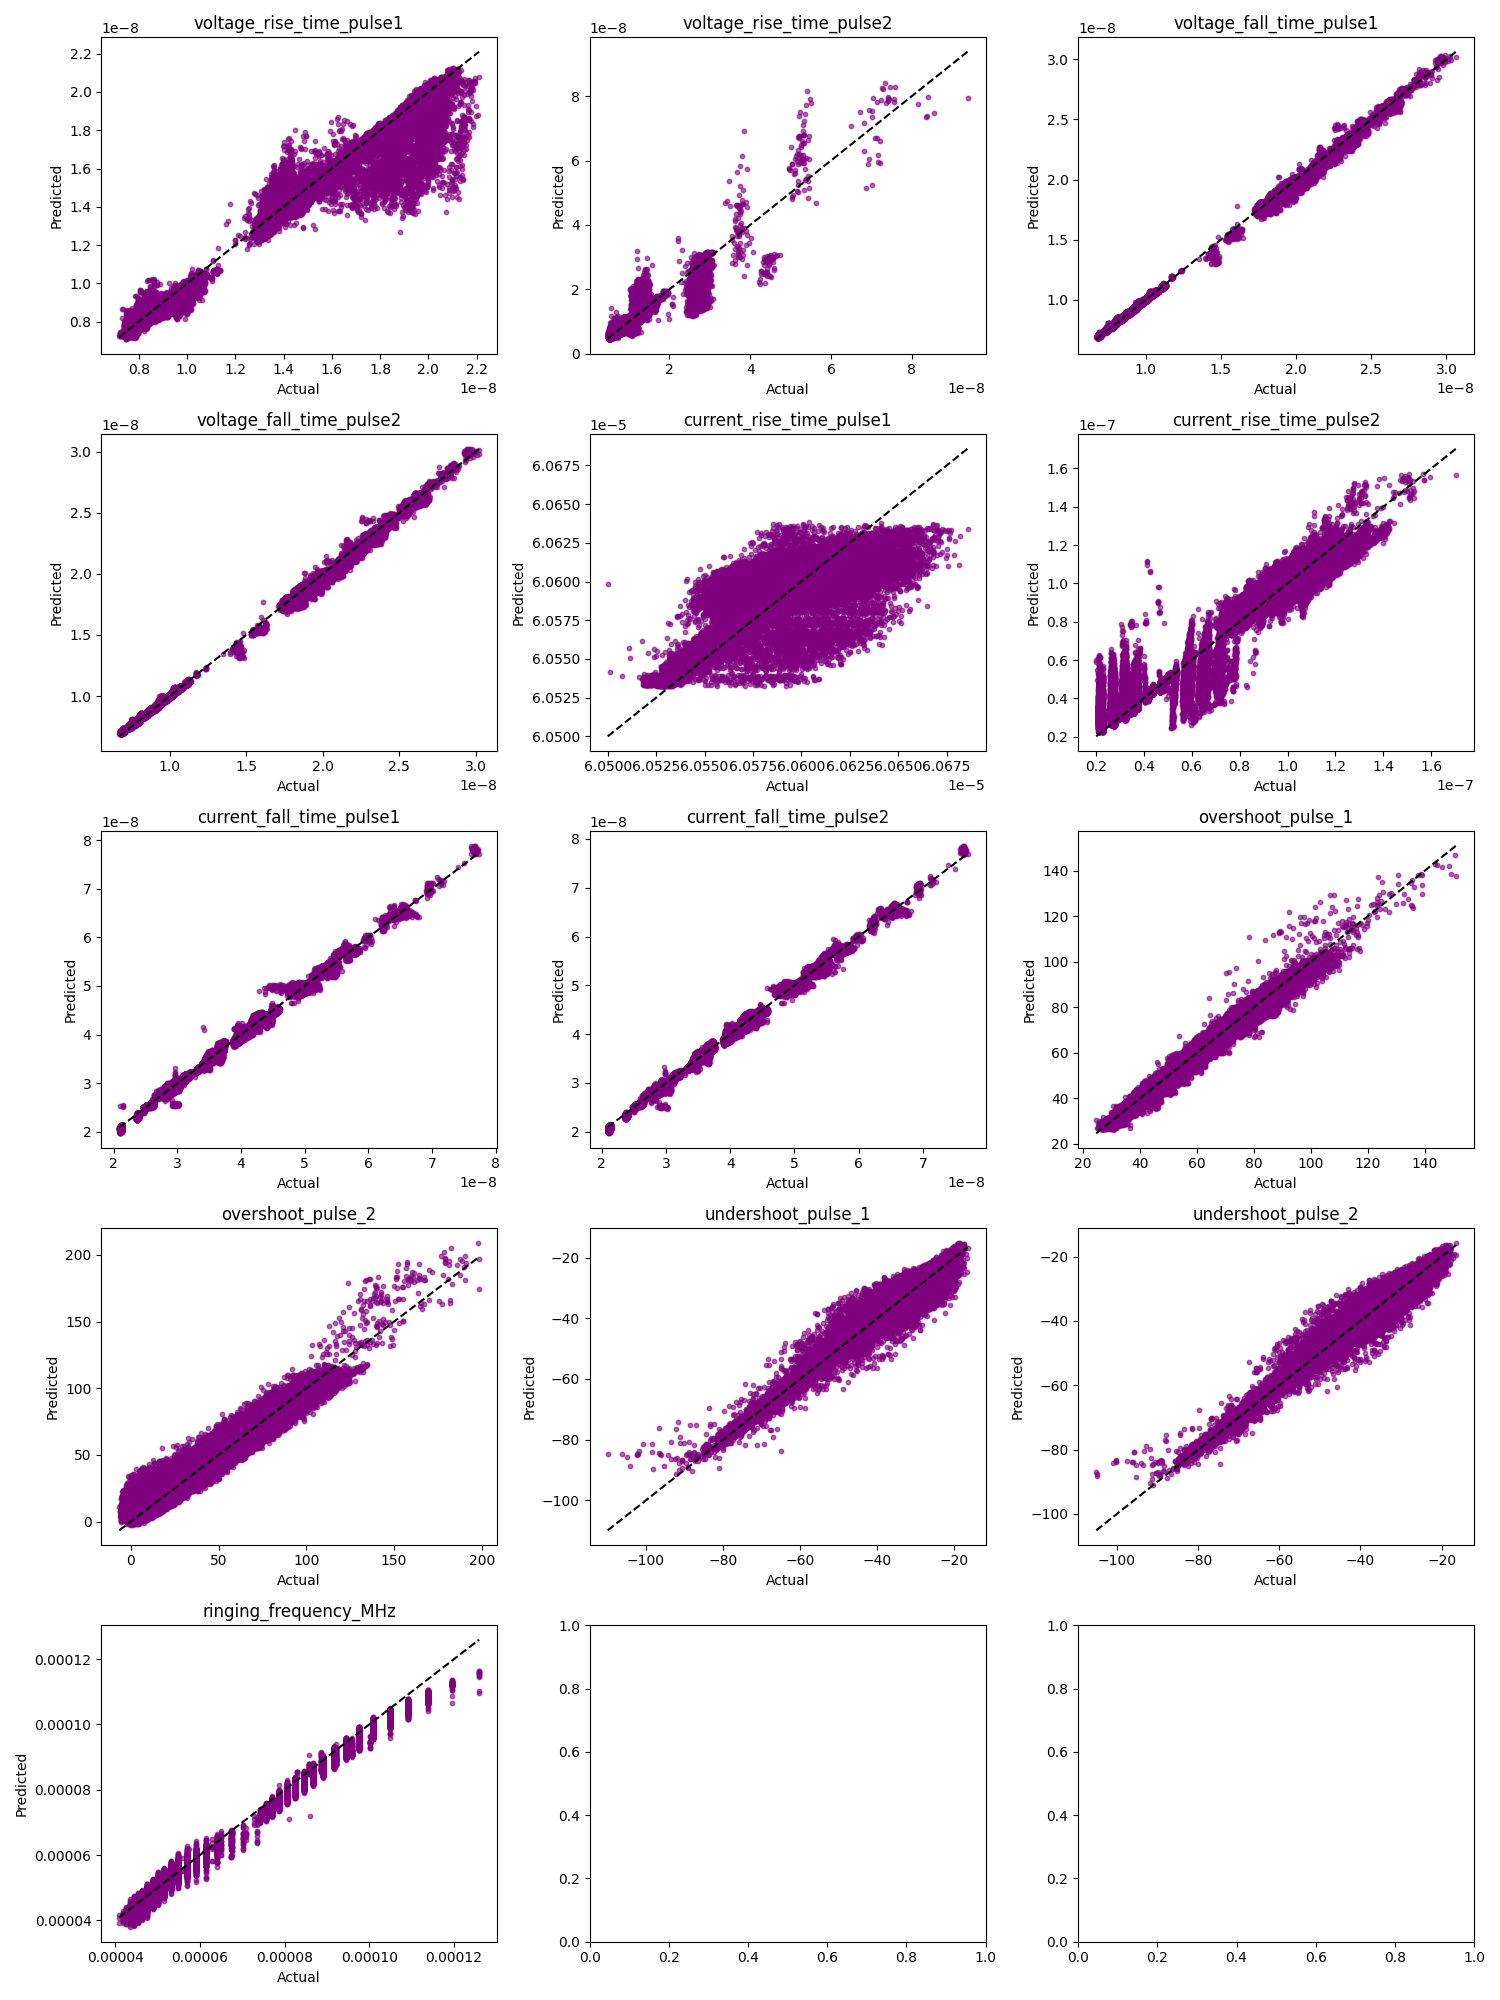 voltage_rise_time_pulse1
1e−8
2.2
2.0
1.8
1.6
1.4
1.2
1.0
0.8
Predicted
0.8 1.0 1.2 1.4 1.6 1.8 2.0 2.2
1e−8
Actual
voltage_rise_time_pulse2
1e−8
8
6
4
2
0
Predicted
2 4 6 8
1e−8
Actual
voltage_fall_time_pulse1
1e−8
3.0
2.5
2.0
1.5
1.0
Predicted
1.0 1.5 2.0 2.5 3.0
1e−8
Actual
voltage_fall_time_pulse2
1e−8
3.0
2.5
2.0
1.5
1.0
Predicted
1.0 1.5 2.0 2.5 3.0
1e−8
Actual
current_rise_time_pulse1
1e−5
6.0675
6.0650
6.0625
6.0600
6.0575
6.0550
6.0525
6.0500
Predicted
6.0500 6.0525 6.0550 6.0575 6.0600 6.0625 6.0650 6.0675
1e−5
Actual
current_rise_time_pulse2
1e−7
1.6
1.4
1.2
1.0
0.8
0.6
0.4
0.2
Predicted
0.2 0.4 0.6 0.8 1.0 1.2 1.4 1.6
1e−7
Actual
current_fall_time_pulse1
1e−8
8
7
6
5
4
3
2
Predicted
2 3 4 5 6 7 8
1e−8
Actual
current_fall_time_pulse2
1e−8
8
7
6
5
4
3
2
Predicted
2 3 4 5 6 7
1e−8
Actual
overshoot_pulse_1
140
120
100
80
60
40
20
Predicted
20 40 60 80 100 120 140
Actual
overshoot_pulse_2
200
150
100
50
0
Predicted
0 50 100 150 200
Actual
undershoot_pulse_1
−20
−40
−60
−80
−100
Predicted
−100 −80 −60 −40 −20
Actual
undershoot_pulse_2
−20
−40
−60
−80
−100
Predicted
−100 −80 −60 −40 −20
Actual
ringing_frequency_MHz
0.00012
0.00010
0.00008
0.00006
0.00004
Predicted
0.00004 0.00006 0.00008 0.00010 0.00012
Actual
1.0
0.8
0.6
0.4
0.2
0.0
0.0 0.2 0.4 0.6 0.8 1.0
1.0
0.8
0.6
0.4
0.2
0.0
0.0 0.2 0.4 0.6 0.8 1.0